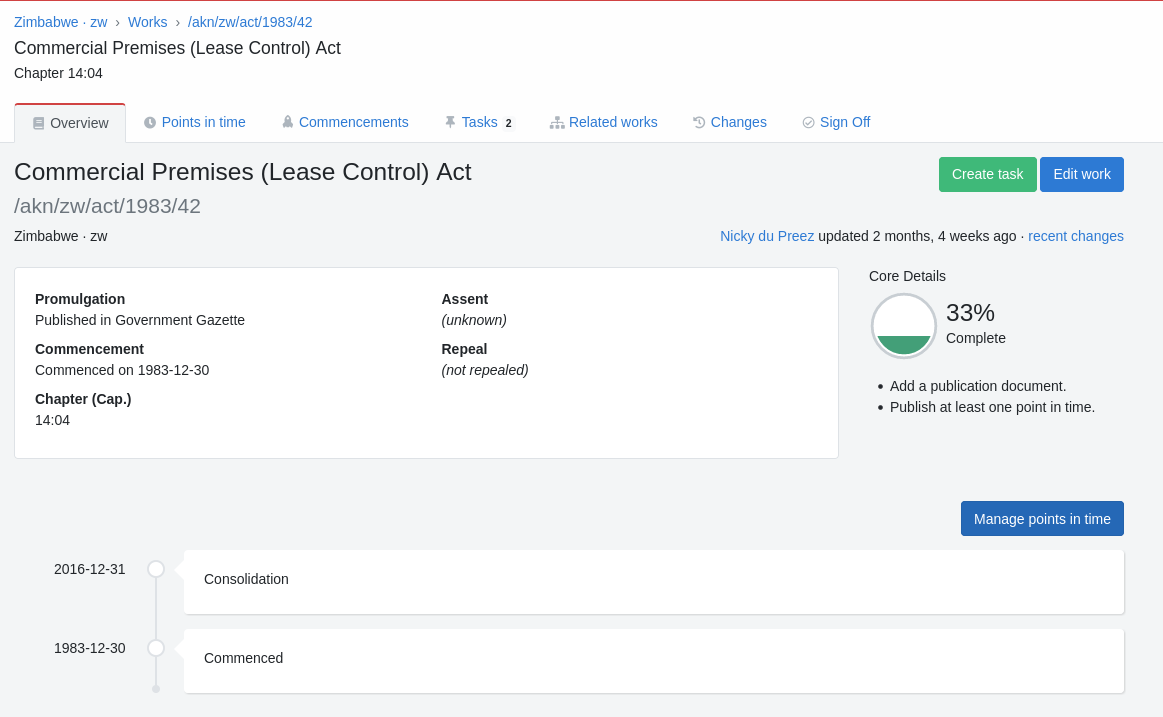 Zimbabwe · zw › Works › /akn/zw/act/1983/42
Commercial Premises (Lease Control) Act
Chapter 14:04
Overview Points in time Commencements Tasks 2 Related works Changes Sign Off
Commercial Premises (Lease Control) Act
Create task Edit work
/akn/zw/act/1983/42
Zimbabwe · zw
Nicky du Preez updated 2 months, 4 weeks ago · recent changes
Promulgation
Published in Government Gazette
Commencement
Commenced on 1983-12-30
Chapter (Cap.)
14:04
Assent
(unknown)
Repeal
(not repealed)
Core Details
33%
Complete
• Add a publication document.
• Publish at least one point in time.
Manage points in time
2016-12-31
Consolidation
1983-12-30
Commenced